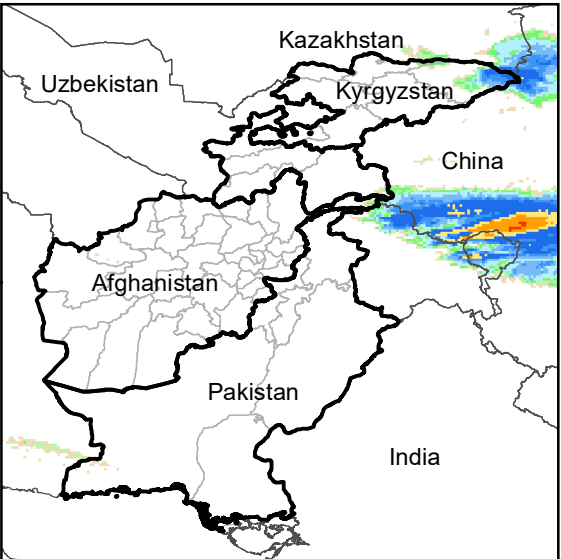 Kazakhstan
Uzbekistan
Kyrgyzstan
China
Afghanistan
Pakistan
India